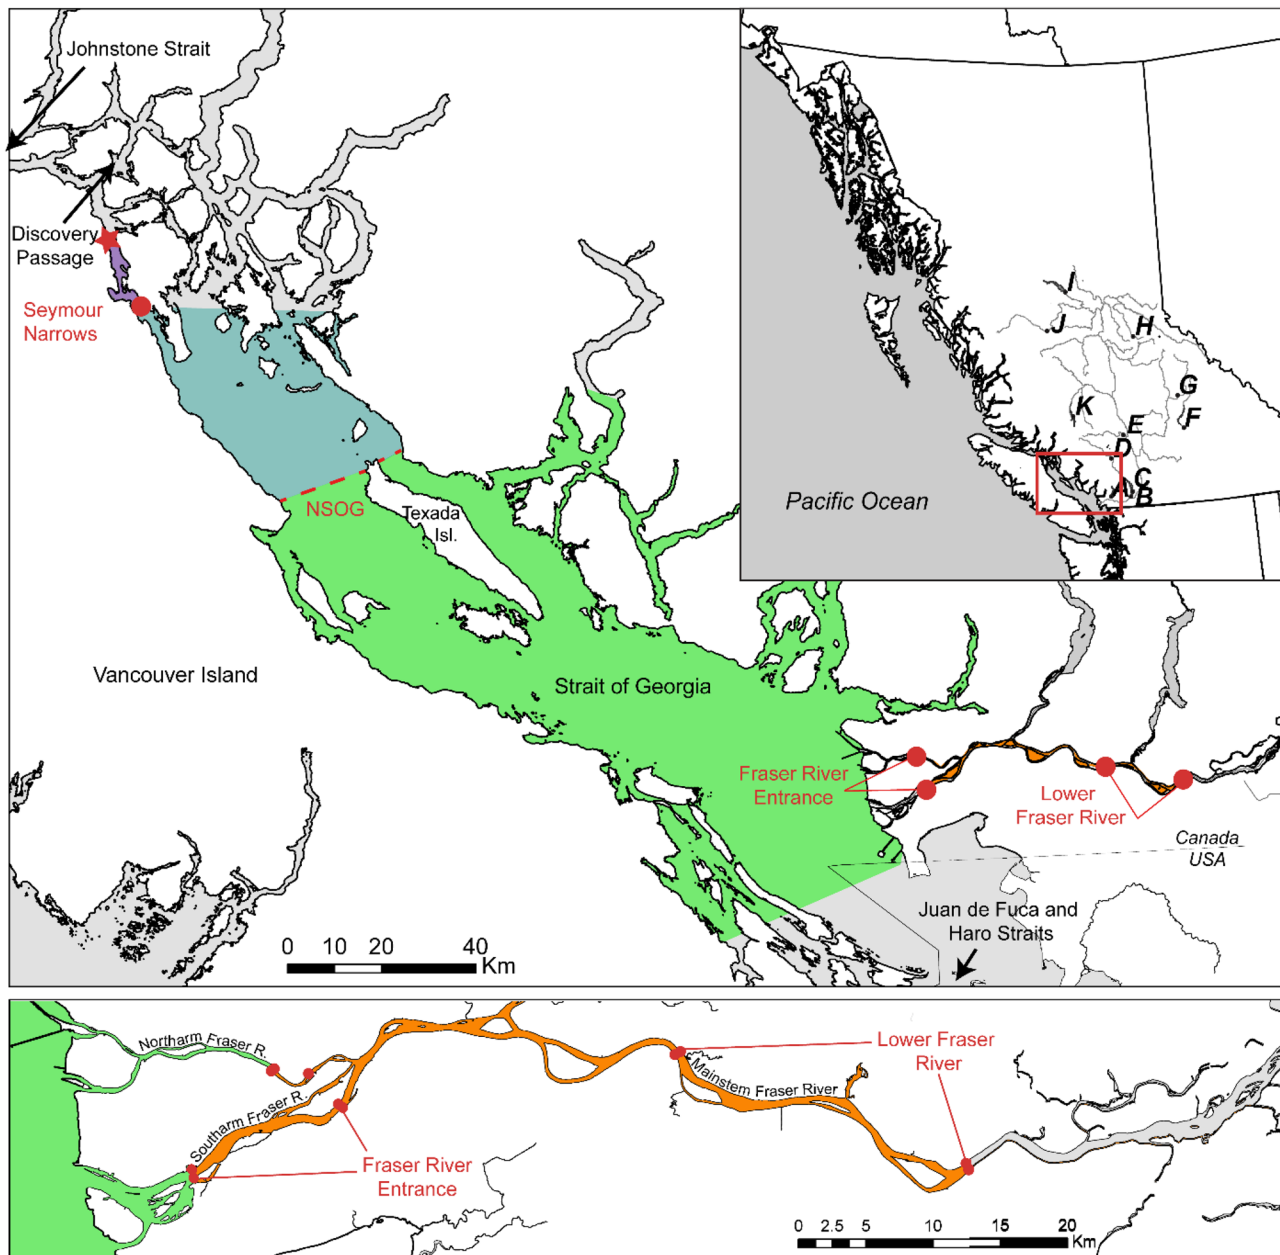 Johnstone Strait
Discovery
Passage
Seymour
Narrows
NSOG
Texada
Isl.
Vancouver Island
Strait of Georgia
Fraser River
Entrance
Lower
Fraser River
Canada
USA
Juan de Fuca and
Haro Straits
0 10 20 40
Km
Pacific Ocean
I
J
H
G
K
F
E
D
C
A
B
Northarm Fraser R.
Southarm Fraser R.
Mainstem Fraser River
Lower Fraser
River
Fraser River
Entrance
0 2.5 5 10 15 20
Km